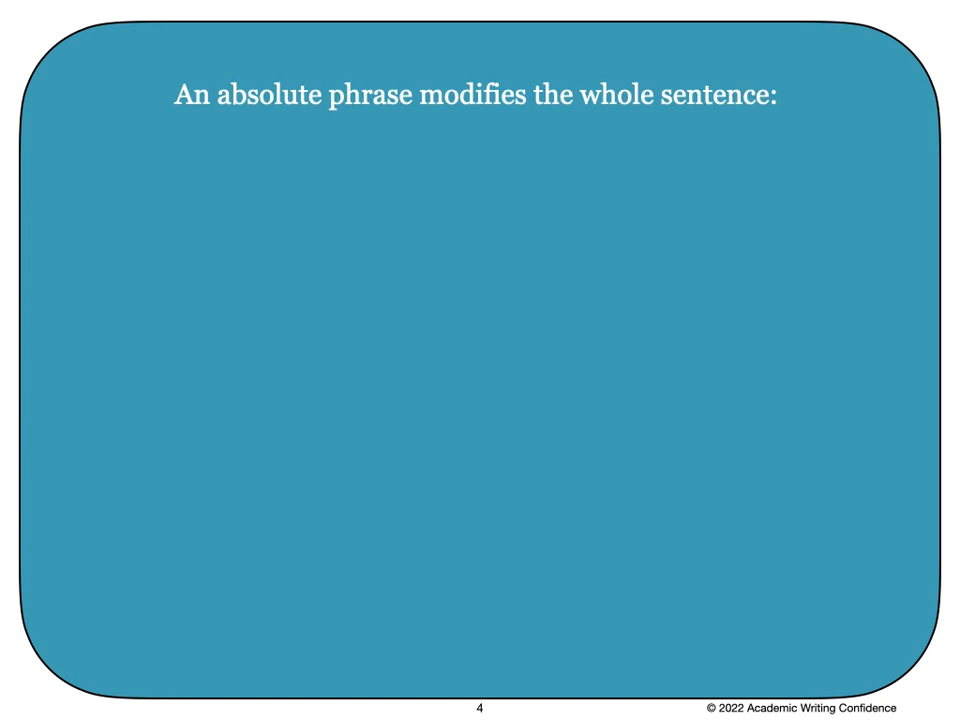 An absolute phrase modifies the whole sentence:
4
© 2022 Academic Writing Confidence